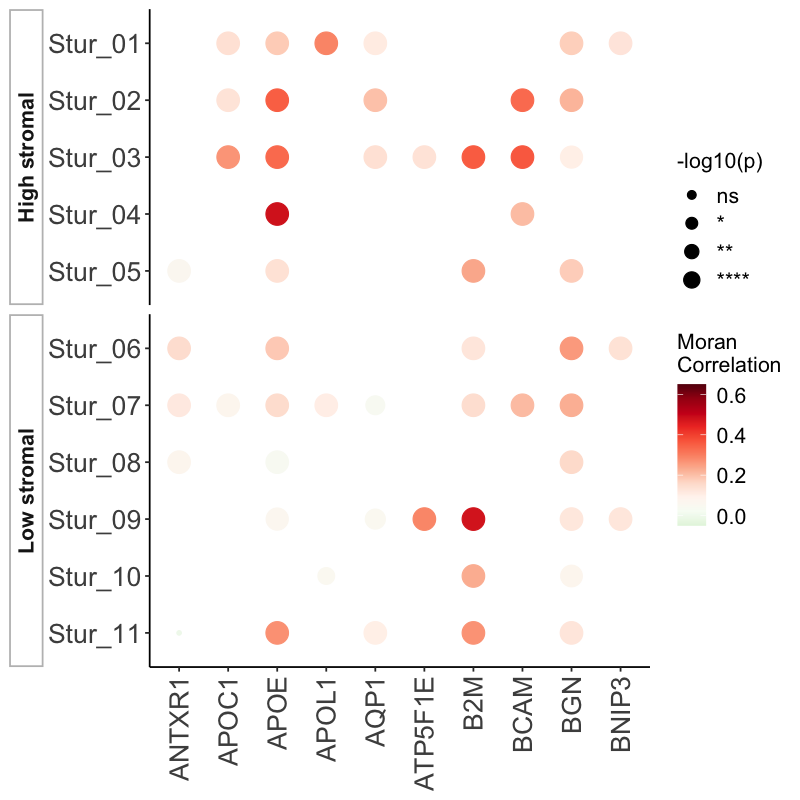 High stromal
Stur_01
Stur_02
Stur_03
Stur_04
Stur_05
Low stromal
Stur_06
Stur_07
Stur_08
Stur_09
Stur_10
Stur_11
ANTXR1
APOC1
APOE
APOL1
AQP1
ATP5F1E
B2M
BCAM
BGN
BNIP3
-log10(p)
ns
*
**
****
Moran
Correlation
0.6
0.4
0.2
0.0